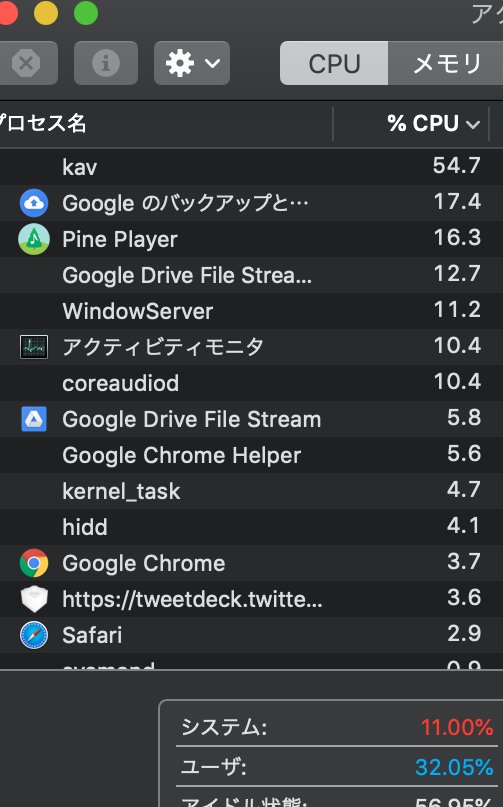 CPU
メモリ
プロセス名 % CPU
kav 54.7
Google のバックアップと… 17.4
Pine Player 16.3
Google Drive File Strea... 12.7
WindowServer 11.2
アクティビティモニタ 10.4
coreaudiod 10.4
Google Drive File Stream 5.8
Google Chrome Helper 5.6
kernel_task 4.7
hidd 4.1
Google Chrome 3.7
https://tweetdeck.twitte... 3.6
Safari 2.9
システム: 11.00%
ユーザ: 32.05%
アイドル状態: 56.95%